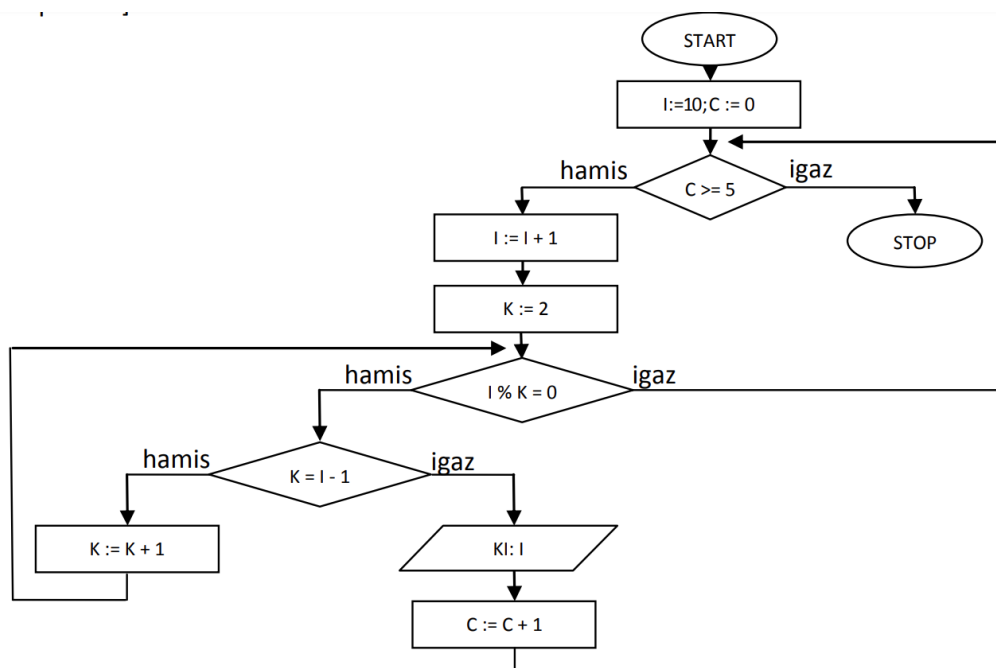 START
I:=10;C := 0
hamis
igaz
C >= 5
I := I + 1
STOP
K := 2
hamis
igaz
I % K = 0
hamis
igaz
K = I - 1
K := K + 1
KI: I
C := C + 1